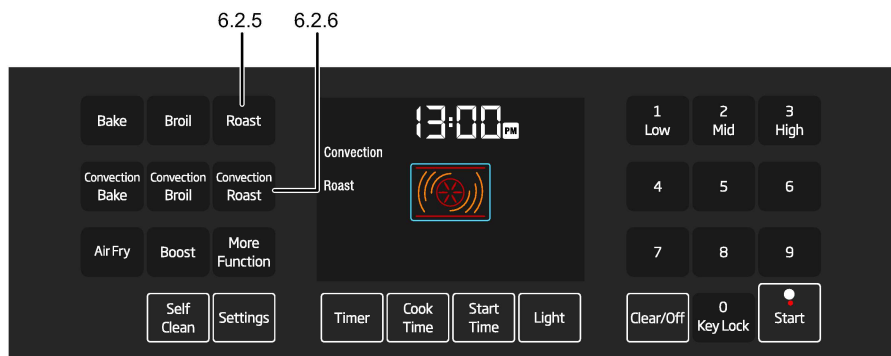 6.2.5 6.2.6
Bake Broil Roast
13:00 PM
1 2 3
Low Mid High
Convection
Convection Convection Convection
Bake Broil Roast
Roast
4 5 6
Air Fry Boost More
Function
7 8 9
Self
Clean
Settings
Timer
Cook
Time
Start
Time
Light
Clear/Off
0
Key Lock
Start